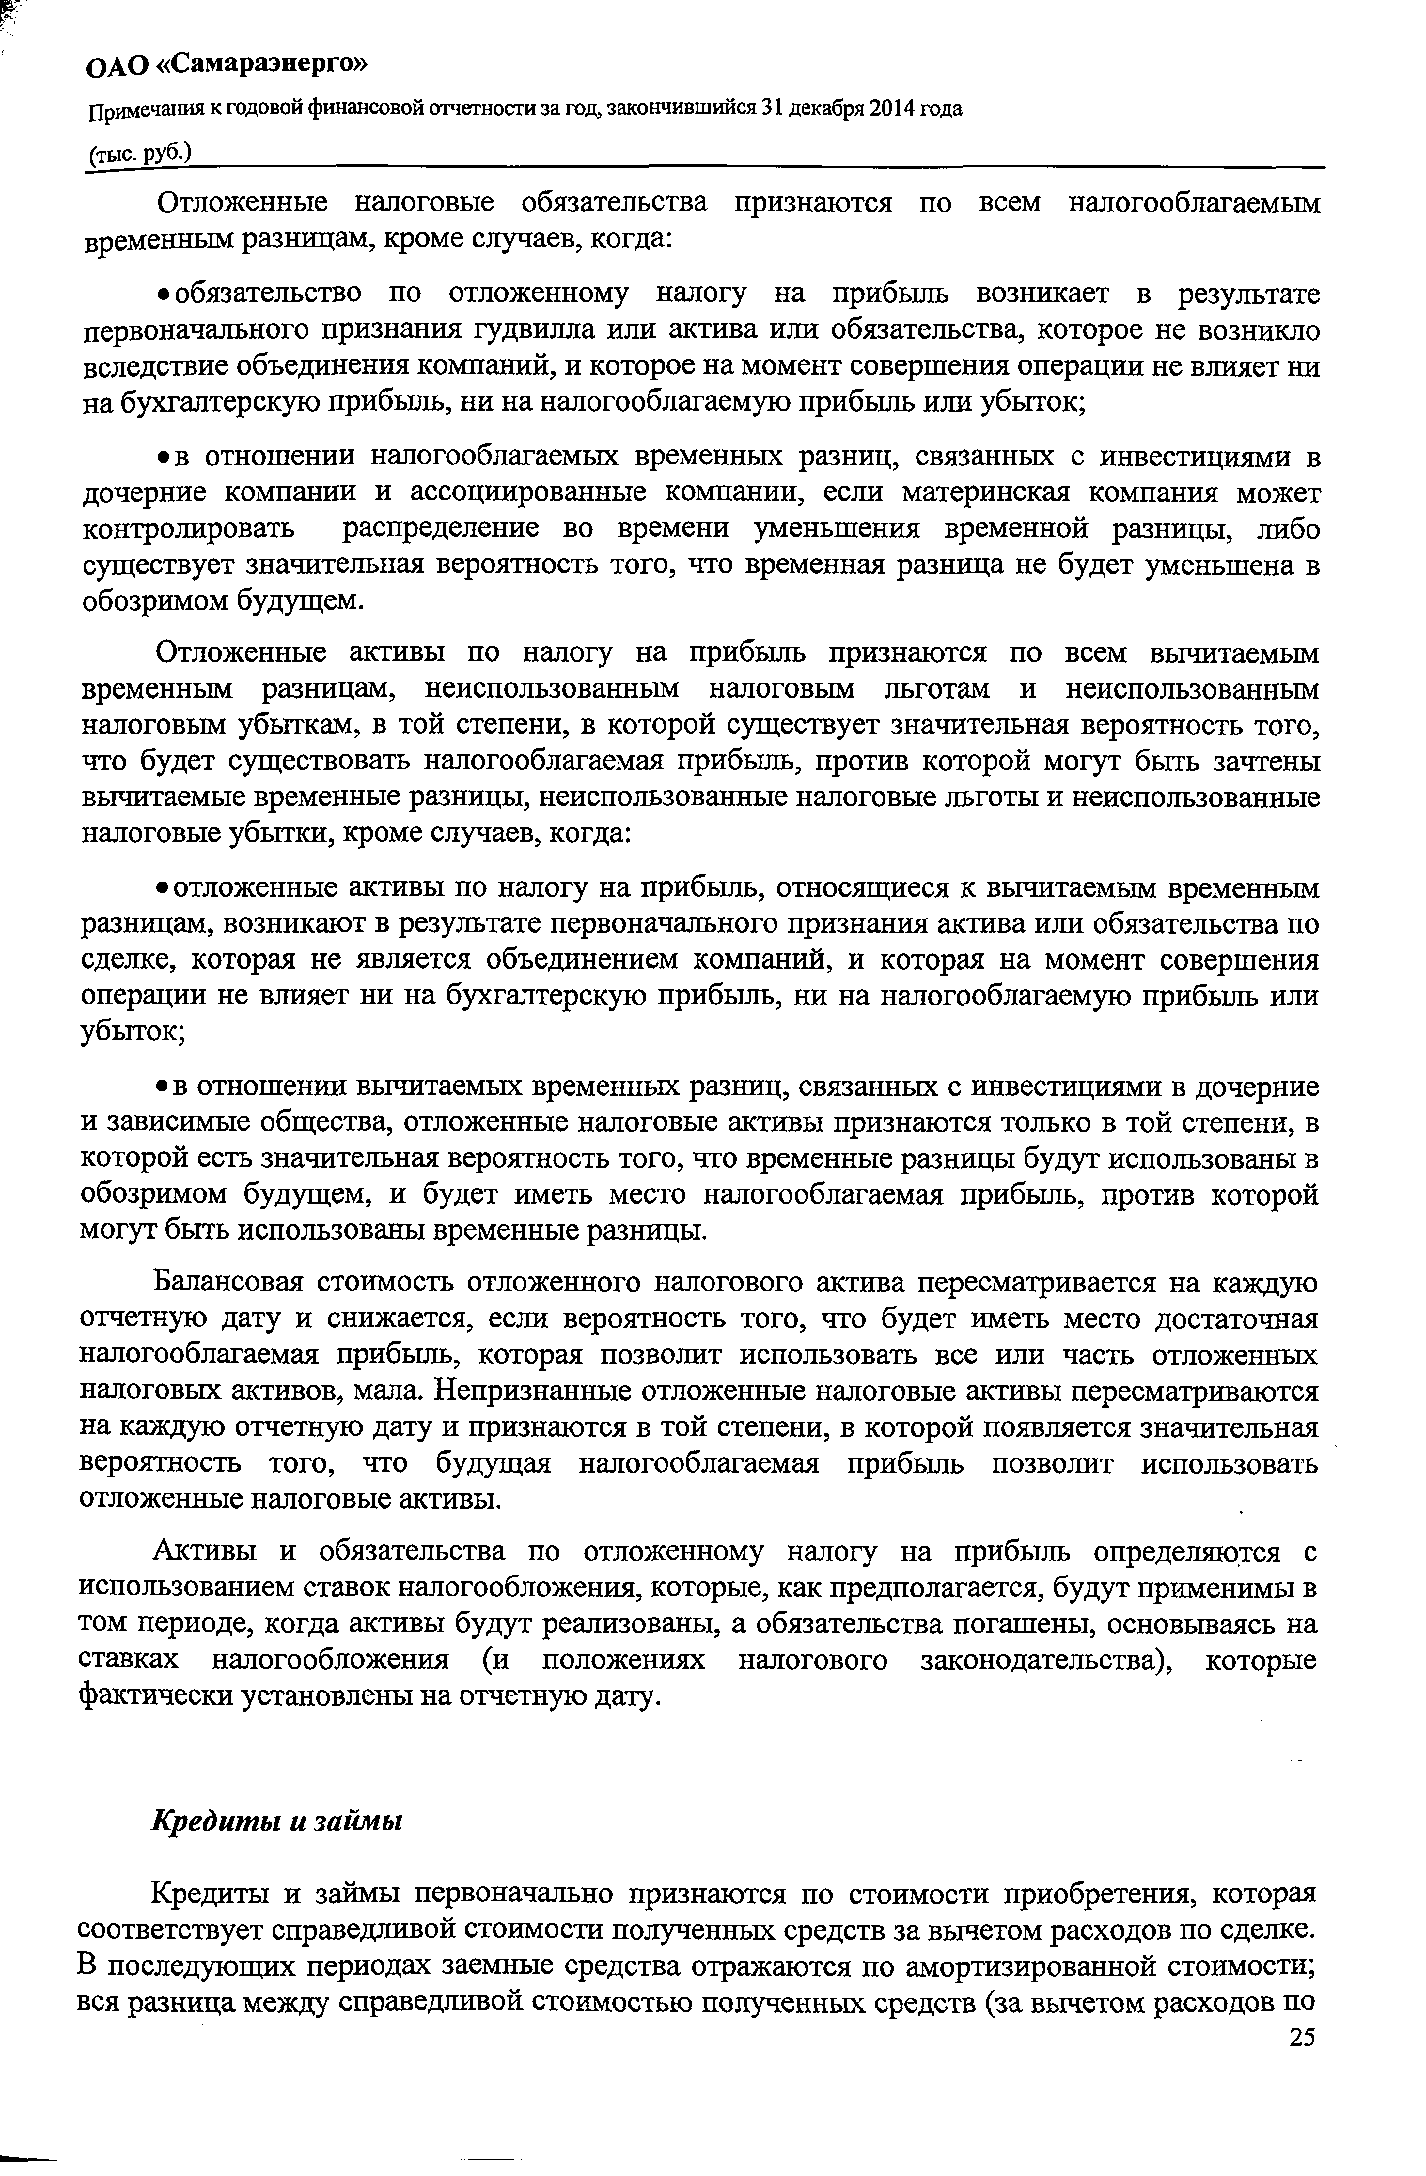 ОАО «Самараэнерго»
Примечания к годовой финансовой отчетности за год, закончившийся 31 декабря 2014 года
(тыс. руб.)
Отложенные налоговые обязательства признаются по всем налогооблагаемым
временным разницам, кроме случаев, когда:
• обязательство по отложенному налогу на прибыль возникает в результате
первоначального признания гудвилла или актива или обязательства, которое не возникло
вследствие объединения компаний, и которое на момент совершения операции не влияет ни
на бухгалтерскую прибыль, ни на налогооблагаемую прибыль или убыток;
• в отношении налогооблагаемых временных разниц, связанных с инвестициями в
дочерние компании и ассоциированные компании, если материнская компания может
контролировать распределение во времени уменьшения временной разницы, либо
существует значительная вероятность того, что временная разница не будет уменьшена в
обозримом будущем.
Отложенные активы по налогу на прибыль признаются по всем вычитаемым
временным разницам, неиспользованным налоговым льготам и неиспользованным
налоговым убыткам, в той степени, в которой существует значительная вероятность того,
что будет существовать налогооблагаемая прибыль, против которой могут быть зачтены
вычитаемые временные разницы, неиспользованные налоговые льготы и неиспользованные
налоговые убытки, кроме случаев, когда:
• отложенные активы по налогу на прибыль, относящиеся к вычитаемым временным
разницам, возникают в результате первоначального признания актива или обязательства по
сделке, которая не является объединением компаний, и которая на момент совершения
операции не влияет ни на бухгалтерскую прибыль, ни на налогооблагаемую прибыль или
убыток;
• в отношении вычитаемых временных разниц, связанных с инвестициями в дочерние
и зависимые общества, отложенные налоговые активы признаются только в той степени, в
которой есть значительная вероятность того, что временные разницы будут использованы в
обозримом будущем, и будет иметь место налогооблагаемая прибыль, против которой
могут быть использованы временные разницы.
Балансовая стоимость отложенного налогового актива пересматривается на каждую
отчетную дату и снижается, если вероятность того, что будет иметь место достаточная
налогооблагаемая прибыль, которая позволит использовать все или часть отложенных
налоговых активов, мала. Непризнанные отложенные налоговые активы пересматриваются
на каждую отчетную дату и признаются в той степени, в которой появляется значительная
вероятность того, что будущая налогооблагаемая прибыль позволит использовать
отложенные налоговые активы.
Активы и обязательства по отложенному налогу на прибыль определяются с
использованием ставок налогообложения, которые, как предполагается, будут применимы в
том периоде, когда активы будут реализованы, а обязательства погашены, основываясь на
ставках налогообложения (и положениях налогового законодательства), которые
фактически установлены на отчетную дату.
Кредиты и займы
Кредиты и займы первоначально признаются по стоимости приобретения, которая
соответствует справедливой стоимости полученных средств за вычетом расходов по сделке.
В последующих периодах заемные средства отражаются по амортизированной стоимости;
вся разница между справедливой стоимостью полученных средств (за вычетом расходов по
25